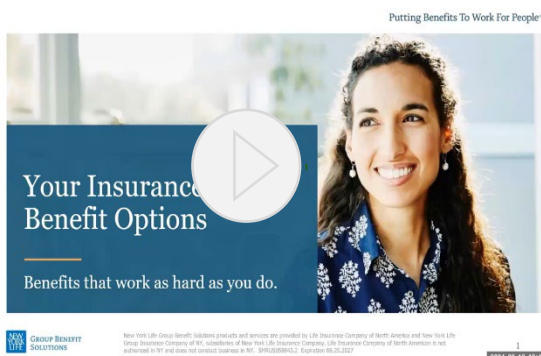 Putting Benefits To Work For People
Your Insurance
Benefit Options
Benefits that work as hard as you do.
NEW
YORK
LIFE
GROUP BENEFIT
SOLUTIONS
New York Life Group Benefit Solutions products and services are provided by Life Insurance Company of North America and New York Life
Group Insurance Company of NY, subsidiaries of New York Life Insurance Company. Life Insurance Company of North American is not
authorized in NY and does not conduct business in NY.
1